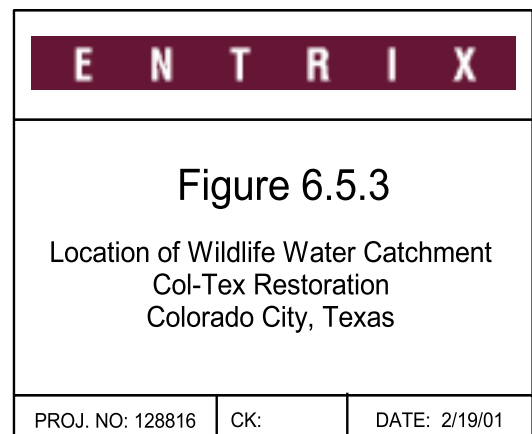 ENTRIX
Figure 6.5.3
Location of Wildlife Water Catchment
Col-Tex Restoration
Colorado City, Texas
PROJ. NO: 128816 CK: DATE: 2/19/01